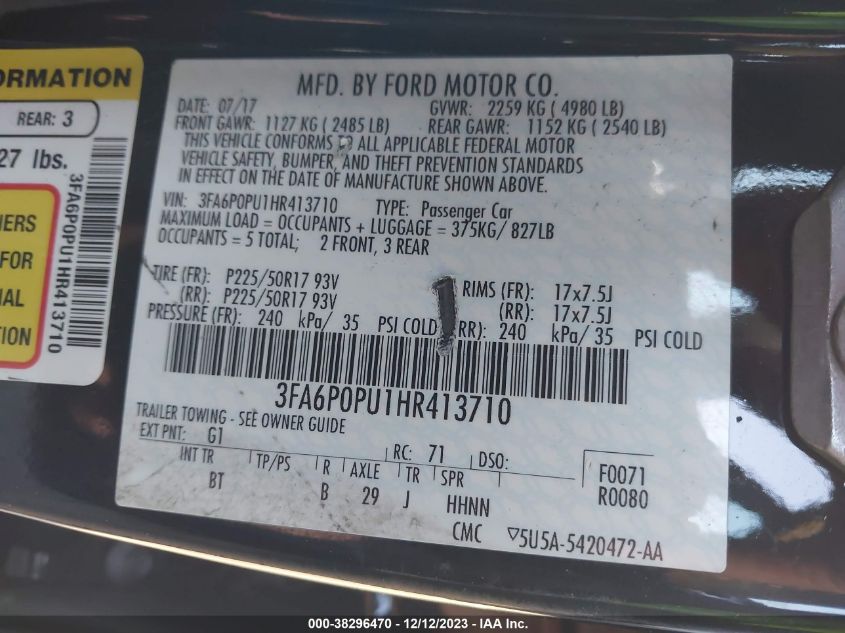 ORMATION
REAR: 3
27 lbs.
HERS
FOR
IAL
TION
3FA6P0PU1HR413710
MFD. BY FORD MOTOR CO.
DATE: 07/17 GVWR: 2259 KG ( 4980 LB)
FRONT GAWR: 1127 KG ( 2485 LB) REAR GAWR: 1152 KG ( 2540 LB)
THIS VEHICLE CONFORMS TO ALL APPLICABLE FEDERAL MOTOR
VEHICLE SAFETY, BUMPER, AND THEFT PREVENTION STANDARDS
IN EFFECT ON THE DATE OF MANUFACTURE SHOWN ABOVE.
VIN: 3FA6P0PU1HR413710 TYPE: Passenger Car
MAXIMUM LOAD = OCCUPANTS + LUGGAGE = 375KG/ 827LB
OCCUPANTS = 5 TOTAL; 2 FRONT, 3 REAR
TIRE (FR): P225/50R17 93V RIMS (FR): 17x7.5J
(RR): P225/50R17 93V (RR): 17x7.5J
PRESSURE (FR): 240 kPa/ 35 PSI COLD (RR): 240 kPa/ 35 PSI COLD
3FA6P0PU1HR413710
TRAILER TOWING - SEE OWNER GUIDE
EXT PNT: G1 RC: 71 DSO:
INT TR TP/PS R AXLE TR SPR F0071
BT B 29 J HHNN R0080
CMC ▽5U5A-5420472-AA
000-38296470 - 12/12/2023 - IAA Inc.